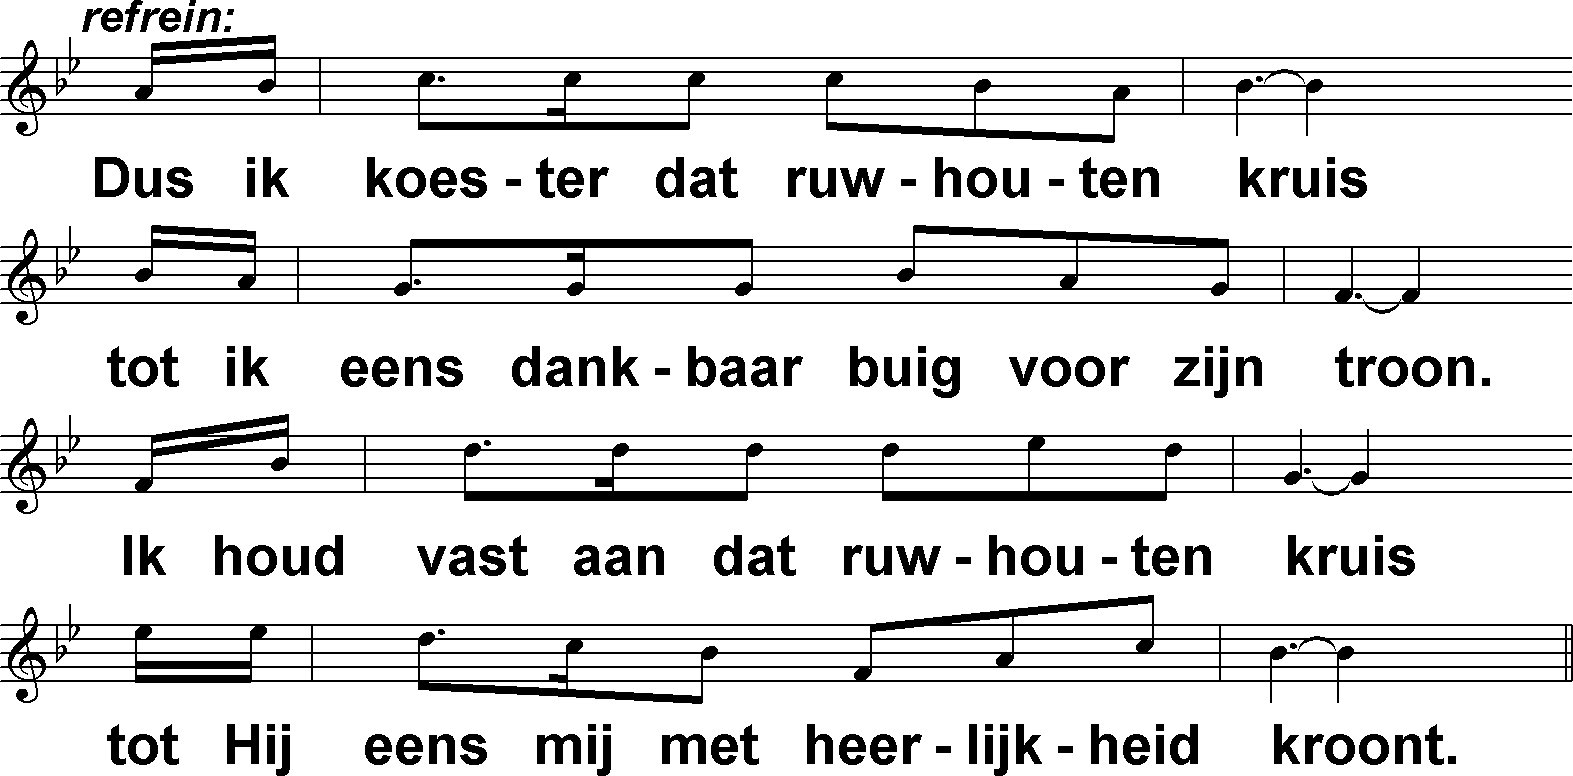 refrein:
Dus ik koes - ter dat ruw - hou - ten kruis
tot ik eens dank - baar buig voor zijn troon.
Ik houd vast aan dat ruw - hou - ten kruis
tot Hij eens mij met heer - lijk - heid kroont.